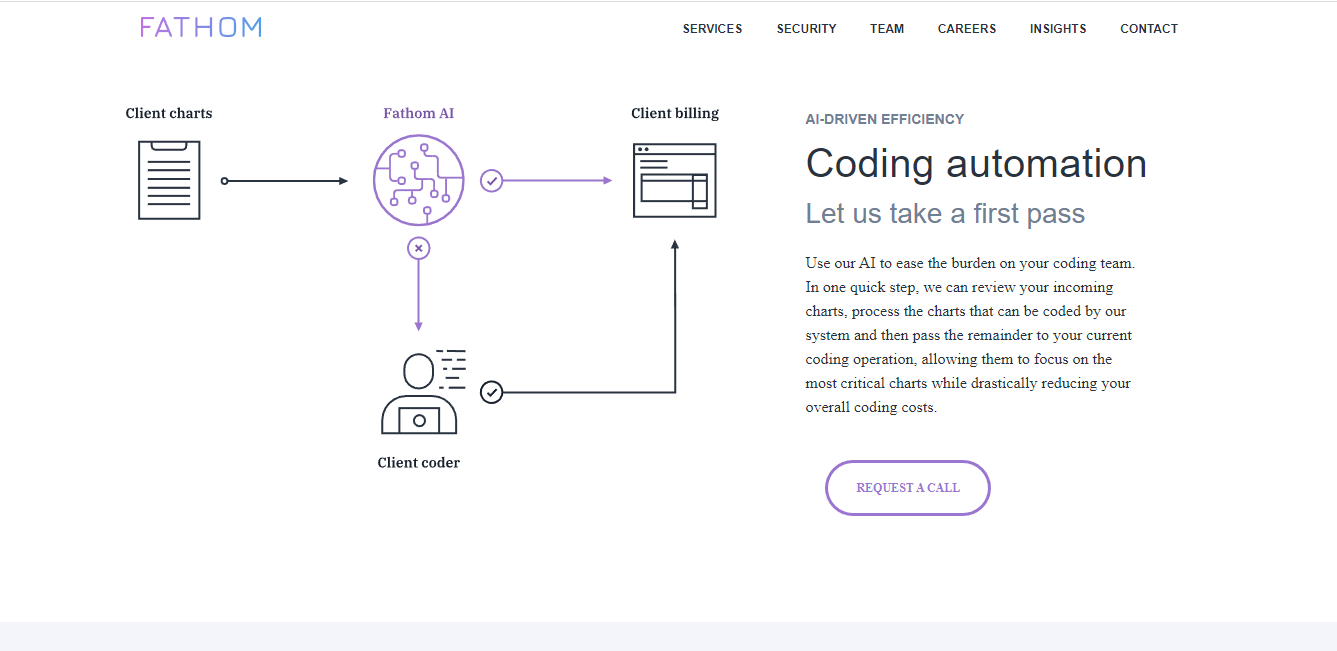 FATHOM
SERVICES SECURITY TEAM CAREERS INSIGHTS CONTACT
Client charts
Fathom AI
Client billing
Client coder
AI-DRIVEN EFFICIENCY
Coding automation
Let us take a first pass
Use our AI to ease the burden on your coding team.
In one quick step, we can review your incoming
charts, process the charts that can be coded by our
system and then pass the remainder to your current
coding operation, allowing them to focus on the
most critical charts while drastically reducing your
overall coding costs.
REQUEST A CALL